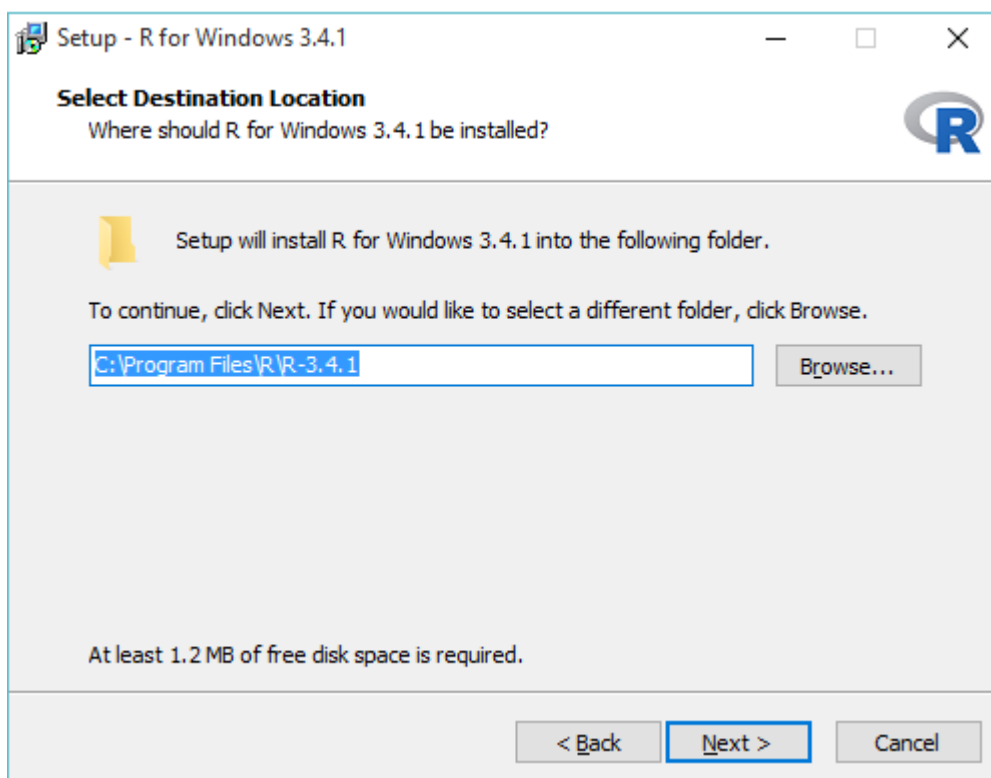 Setup - R for Windows 3.4.1
Select Destination Location
Where should R for Windows 3.4.1 be installed?
R
Setup will install R for Windows 3.4.1 into the following folder.
To continue, click Next. If you would like to select a different folder, click Browse.
C:\Program Files\R\R-3.4.1
Browse...
At least 1.2 MB of free disk space is required.
< Back
Next >
Cancel